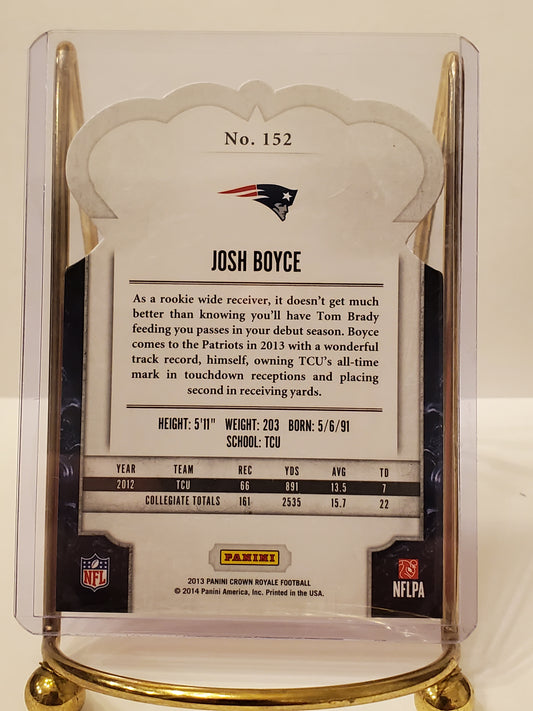 No. 152
JOSH BOYCE
As a rookie wide receiver, it doesn't get much
better than knowing you'll have Tom Brady
feeding you passes in your debut season. Boyce
comes to the Patriots in 2013 with a wonderful
track record, himself, owning TCU's all-time
mark in touchdown receptions and placing
second in receiving yards.
HEIGHT: 5'11" WEIGHT: 203 BORN: 5/6/91
SCHOOL: TCU
YEAR TEAM REC YDS AVG TD
2012 TCU 66 891 13.5 7
COLLEGIATE TOTALS 161 2535 15.7 22
PANINI
NFL
NFLPA
2013 PANINI CROWN ROYALE FOOTBALL
© 2014 Panini America, Inc. Printed in the USA.